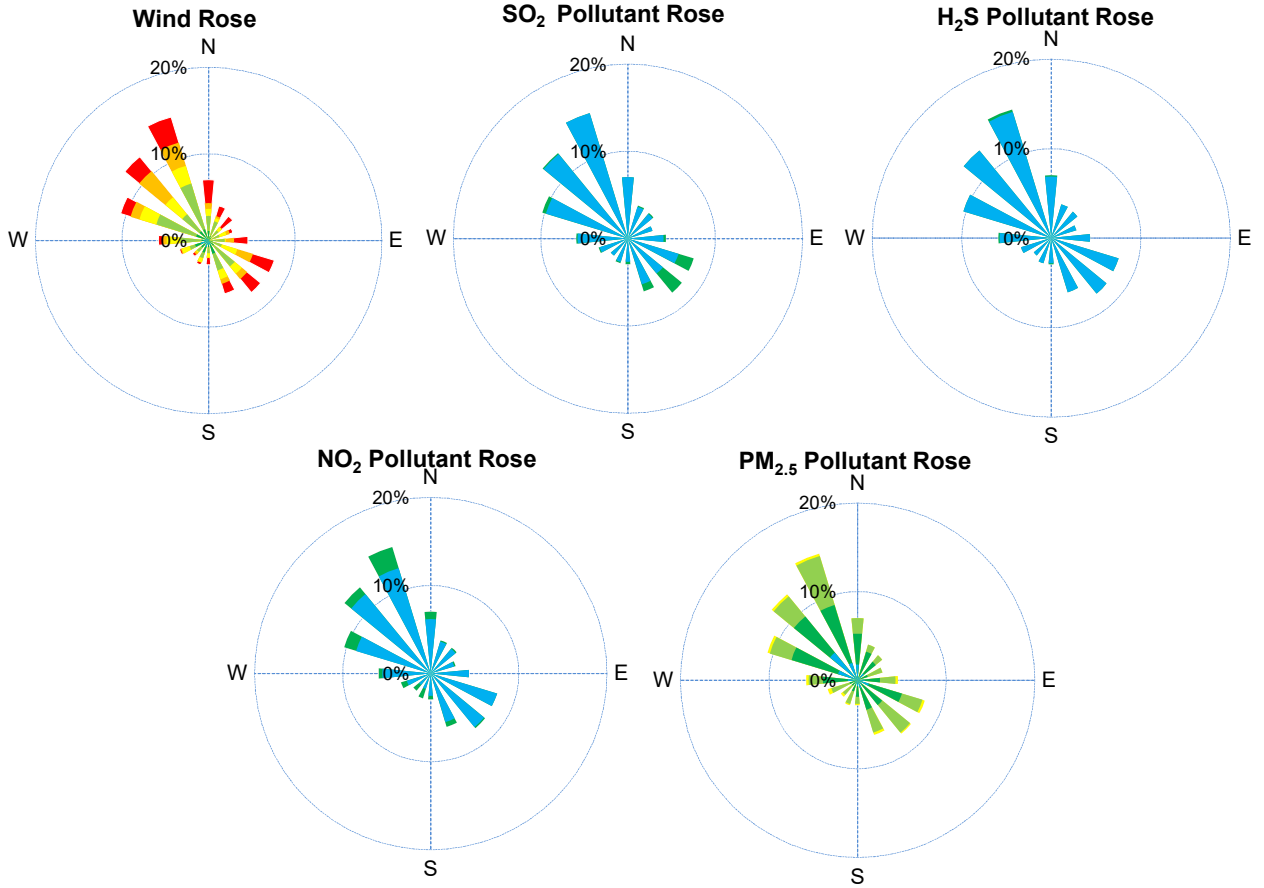 Wind Rose
N
20%
10%
W
0%
E
S
SO₂ Pollutant Rose
N
20%
10%
W
0%
E
S
H₂S Pollutant Rose
N
20%
10%
W
0%
E
S
NO₂ Pollutant Rose
N
20%
10%
W
0%
E
S
PM₂.₅ Pollutant Rose
N
20%
10%
W
0%
E
S